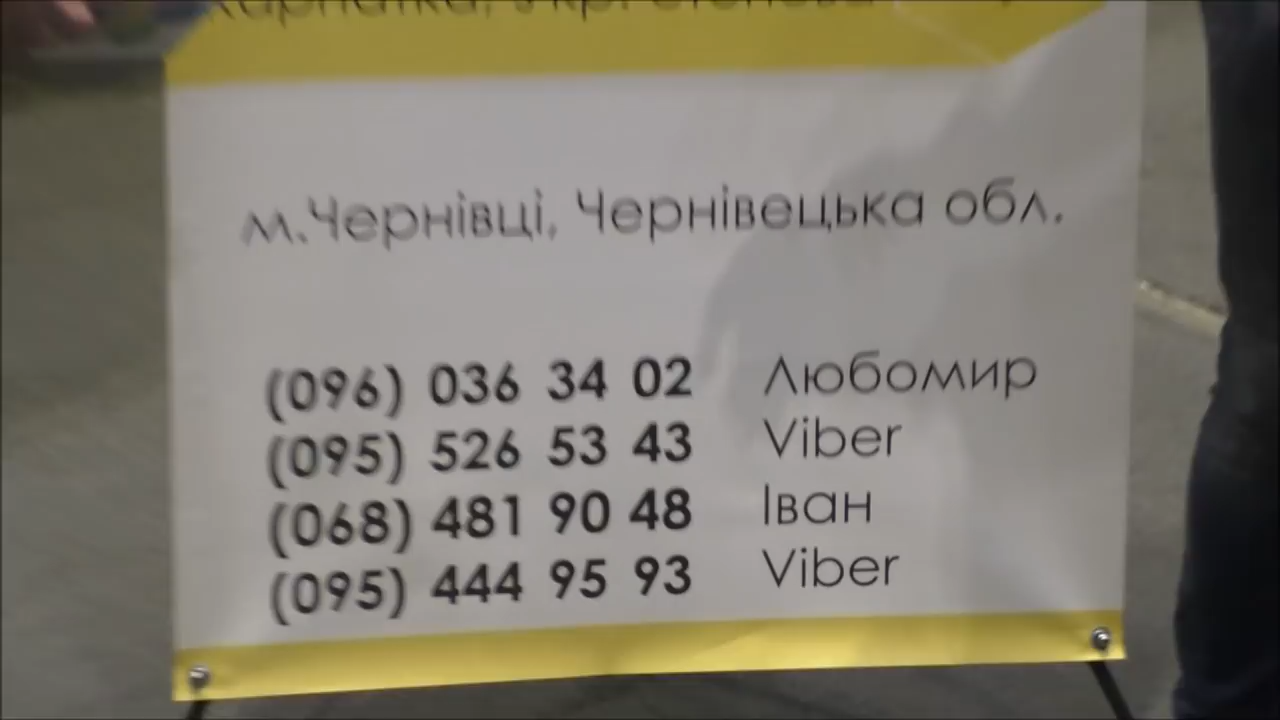 м.Чернівці, Чернівецька обл.
(096) 036 34 02 Любомир
(095) 526 53 43 Viber
(068) 481 90 48 Іван
(095) 444 95 93 Viber